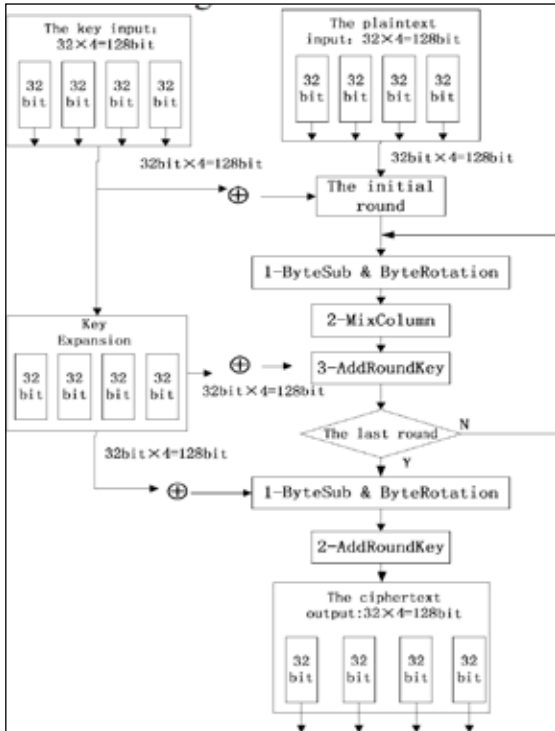 The key input:
32×4=128bit
32 bit
32 bit
32 bit
32 bit
The plaintext
input: 32×4=128bit
32 bit
32 bit
32 bit
32 bit
32bit×4=128bit
32bit×4=128bit
The initial
round
1-ByteSub & ByteRotation
2-MixColumn
Key
Expansion
32 bit
32 bit
32 bit
32 bit
3-AddRoundKey
32bit×4=128bit
The last round
N
Y
32bit×4=128bit
1-ByteSub & ByteRotation
2-AddRoundKey
The ciphertext
output:32×4=128bit
32 bit
32 bit
32 bit
32 bit